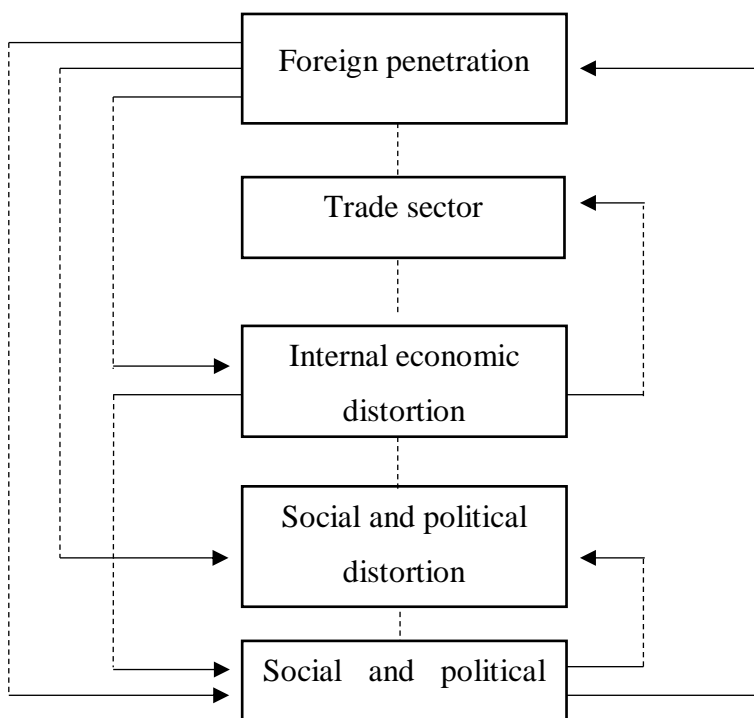 Foreign penetration
Trade sector
Internal economic
distortion
Social and political
distortion
Social and political